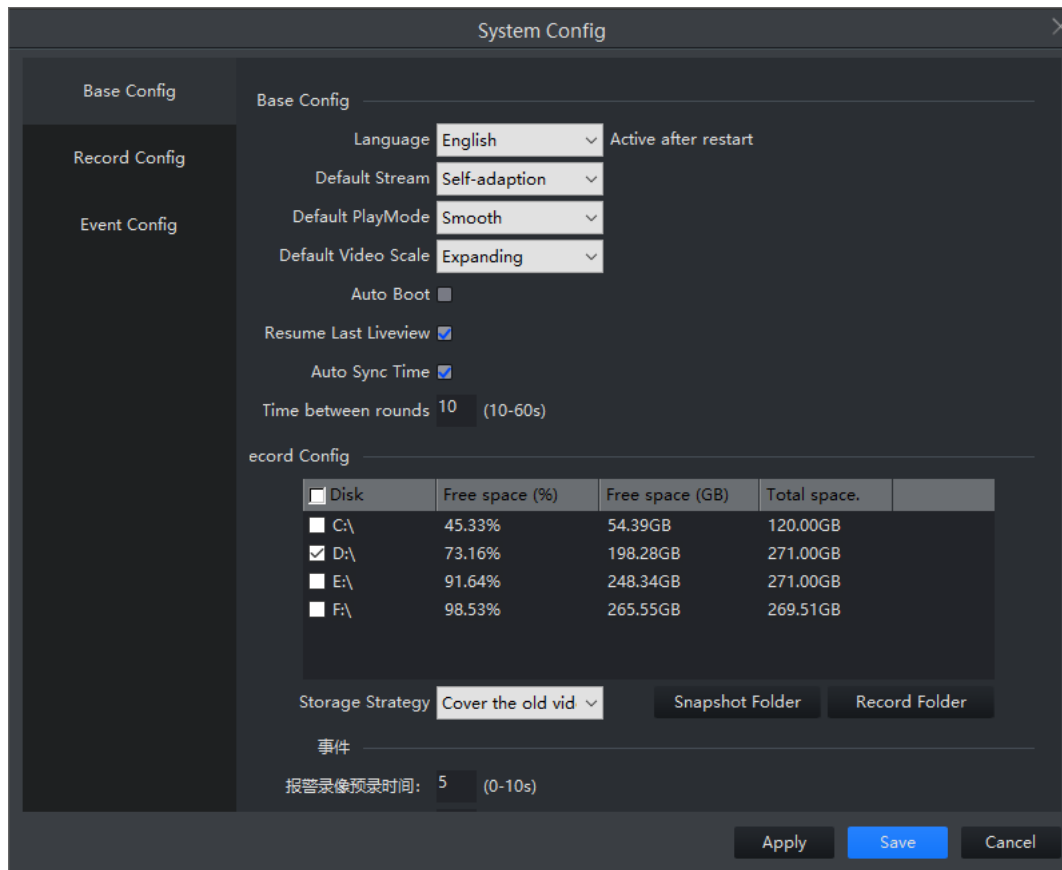 System Config
Base Config
Record Config
Event Config
Base Config
Language English Active after restart
Default Stream Self-adaption
Default PlayMode Smooth
Default Video Scale Expanding
Auto Boot
Resume Last Liveview
Auto Sync Time
Time between rounds 10 (10-60s)
ecord Config
Disk Free space (%) Free space (GB) Total space.
C:\ 45.33% 54.39GB 120.00GB
D:\ 73.16% 198.28GB 271.00GB
E:\ 91.64% 248.34GB 271.00GB
F:\ 98.53% 265.55GB 269.51GB
Storage Strategy Cover the old vid Snapshot Folder Record Folder
事件
报警录像预录时间: 5 (0-10s)
Apply Save Cancel